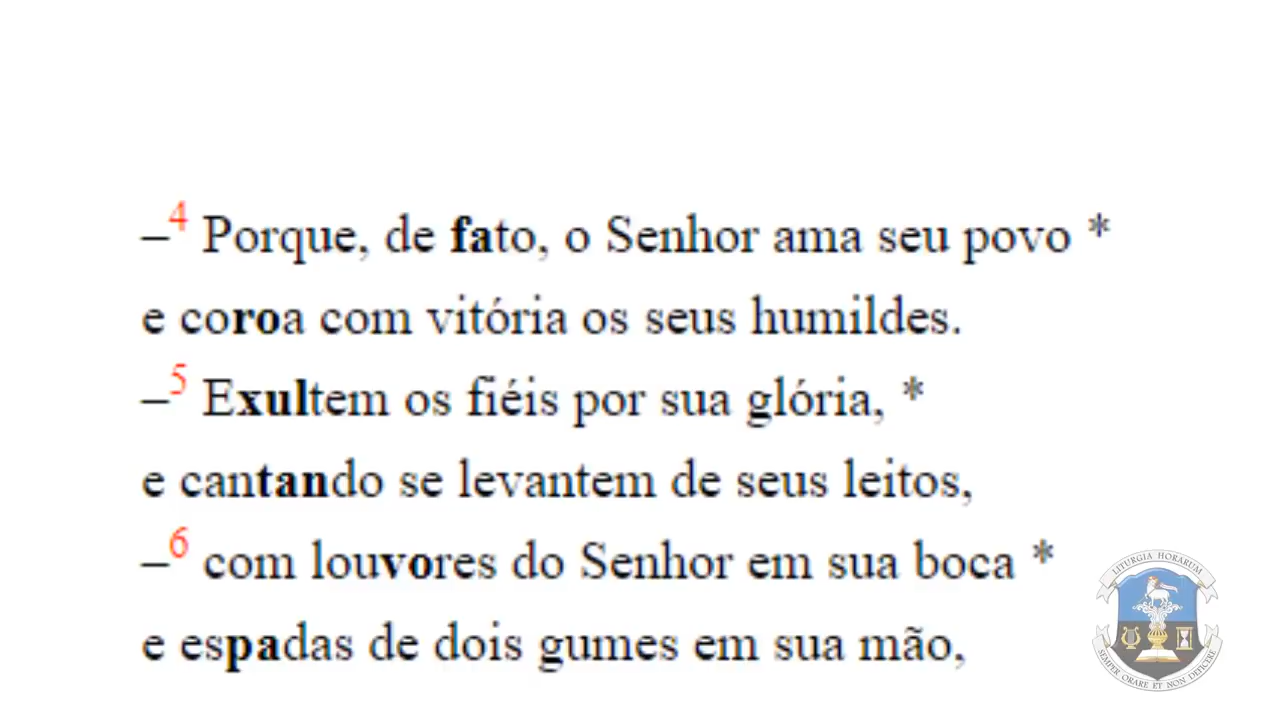 –4 Porque, de fato, o Senhor ama seu povo *
e coroa com vitória os seus humildes.
–5 Exultem os fiéis por sua glória, *
e cantando se levantem de seus leitos,
–6 com louvores do Senhor em sua boca *
e espadas de dois gumes em sua mão,
LITURGIA HORARUM
SEMPER ORARE ET NON DEFICERE